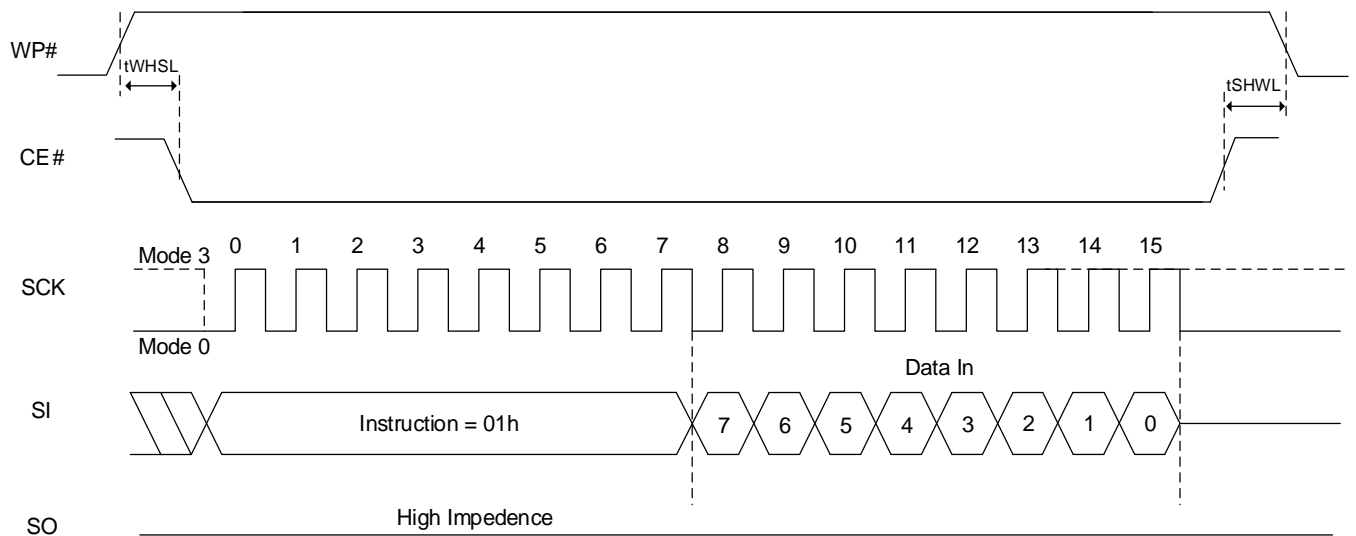 WP#
tWHSL
tSHWL
CE#
0 1 2 3 4 5 6 7 8 9 10 11 12 13 14 15
Mode 3
SCK
Mode 0
Data In
SI
Instruction = 01h
7 6 5 4 3 2 1 0
High Impedence
SO